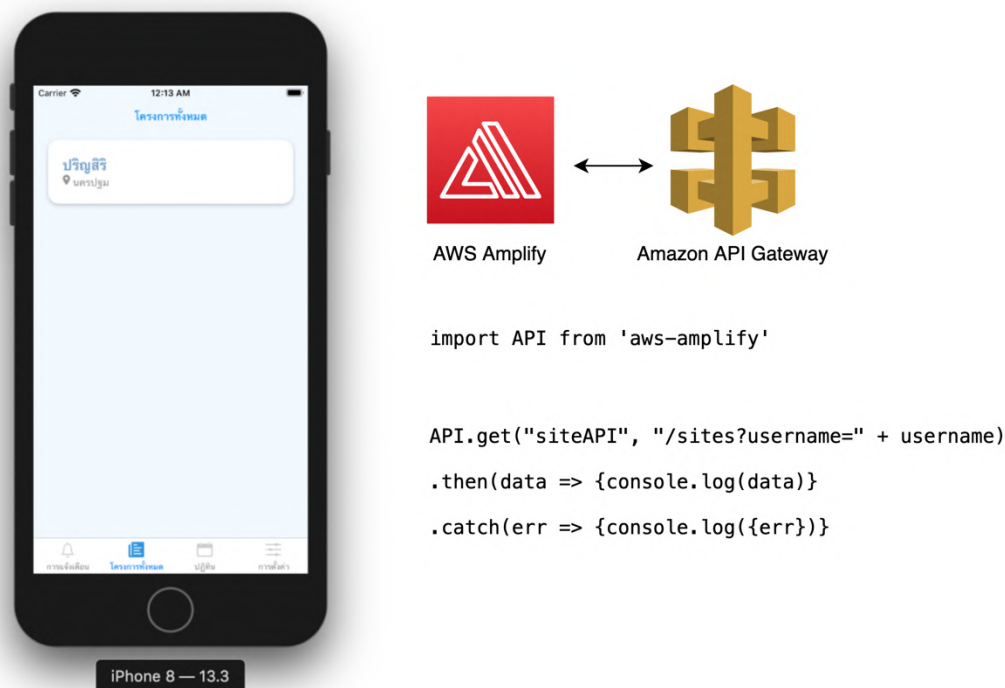 Carrier 12:13 AM
โครงการทั้งหมด
ปริญสิริ
นครปฐม
การแจ้งเตือน โครงการทั้งหมด ปฏิทิน การตั้งค่า
iPhone 8 — 13.3
AWS Amplify Amazon API Gateway
import API from 'aws-amplify'
API.get("siteAPI", "/sites?username=" + username)
.then(data => {console.log(data)}
.catch(err => {console.log({err})}